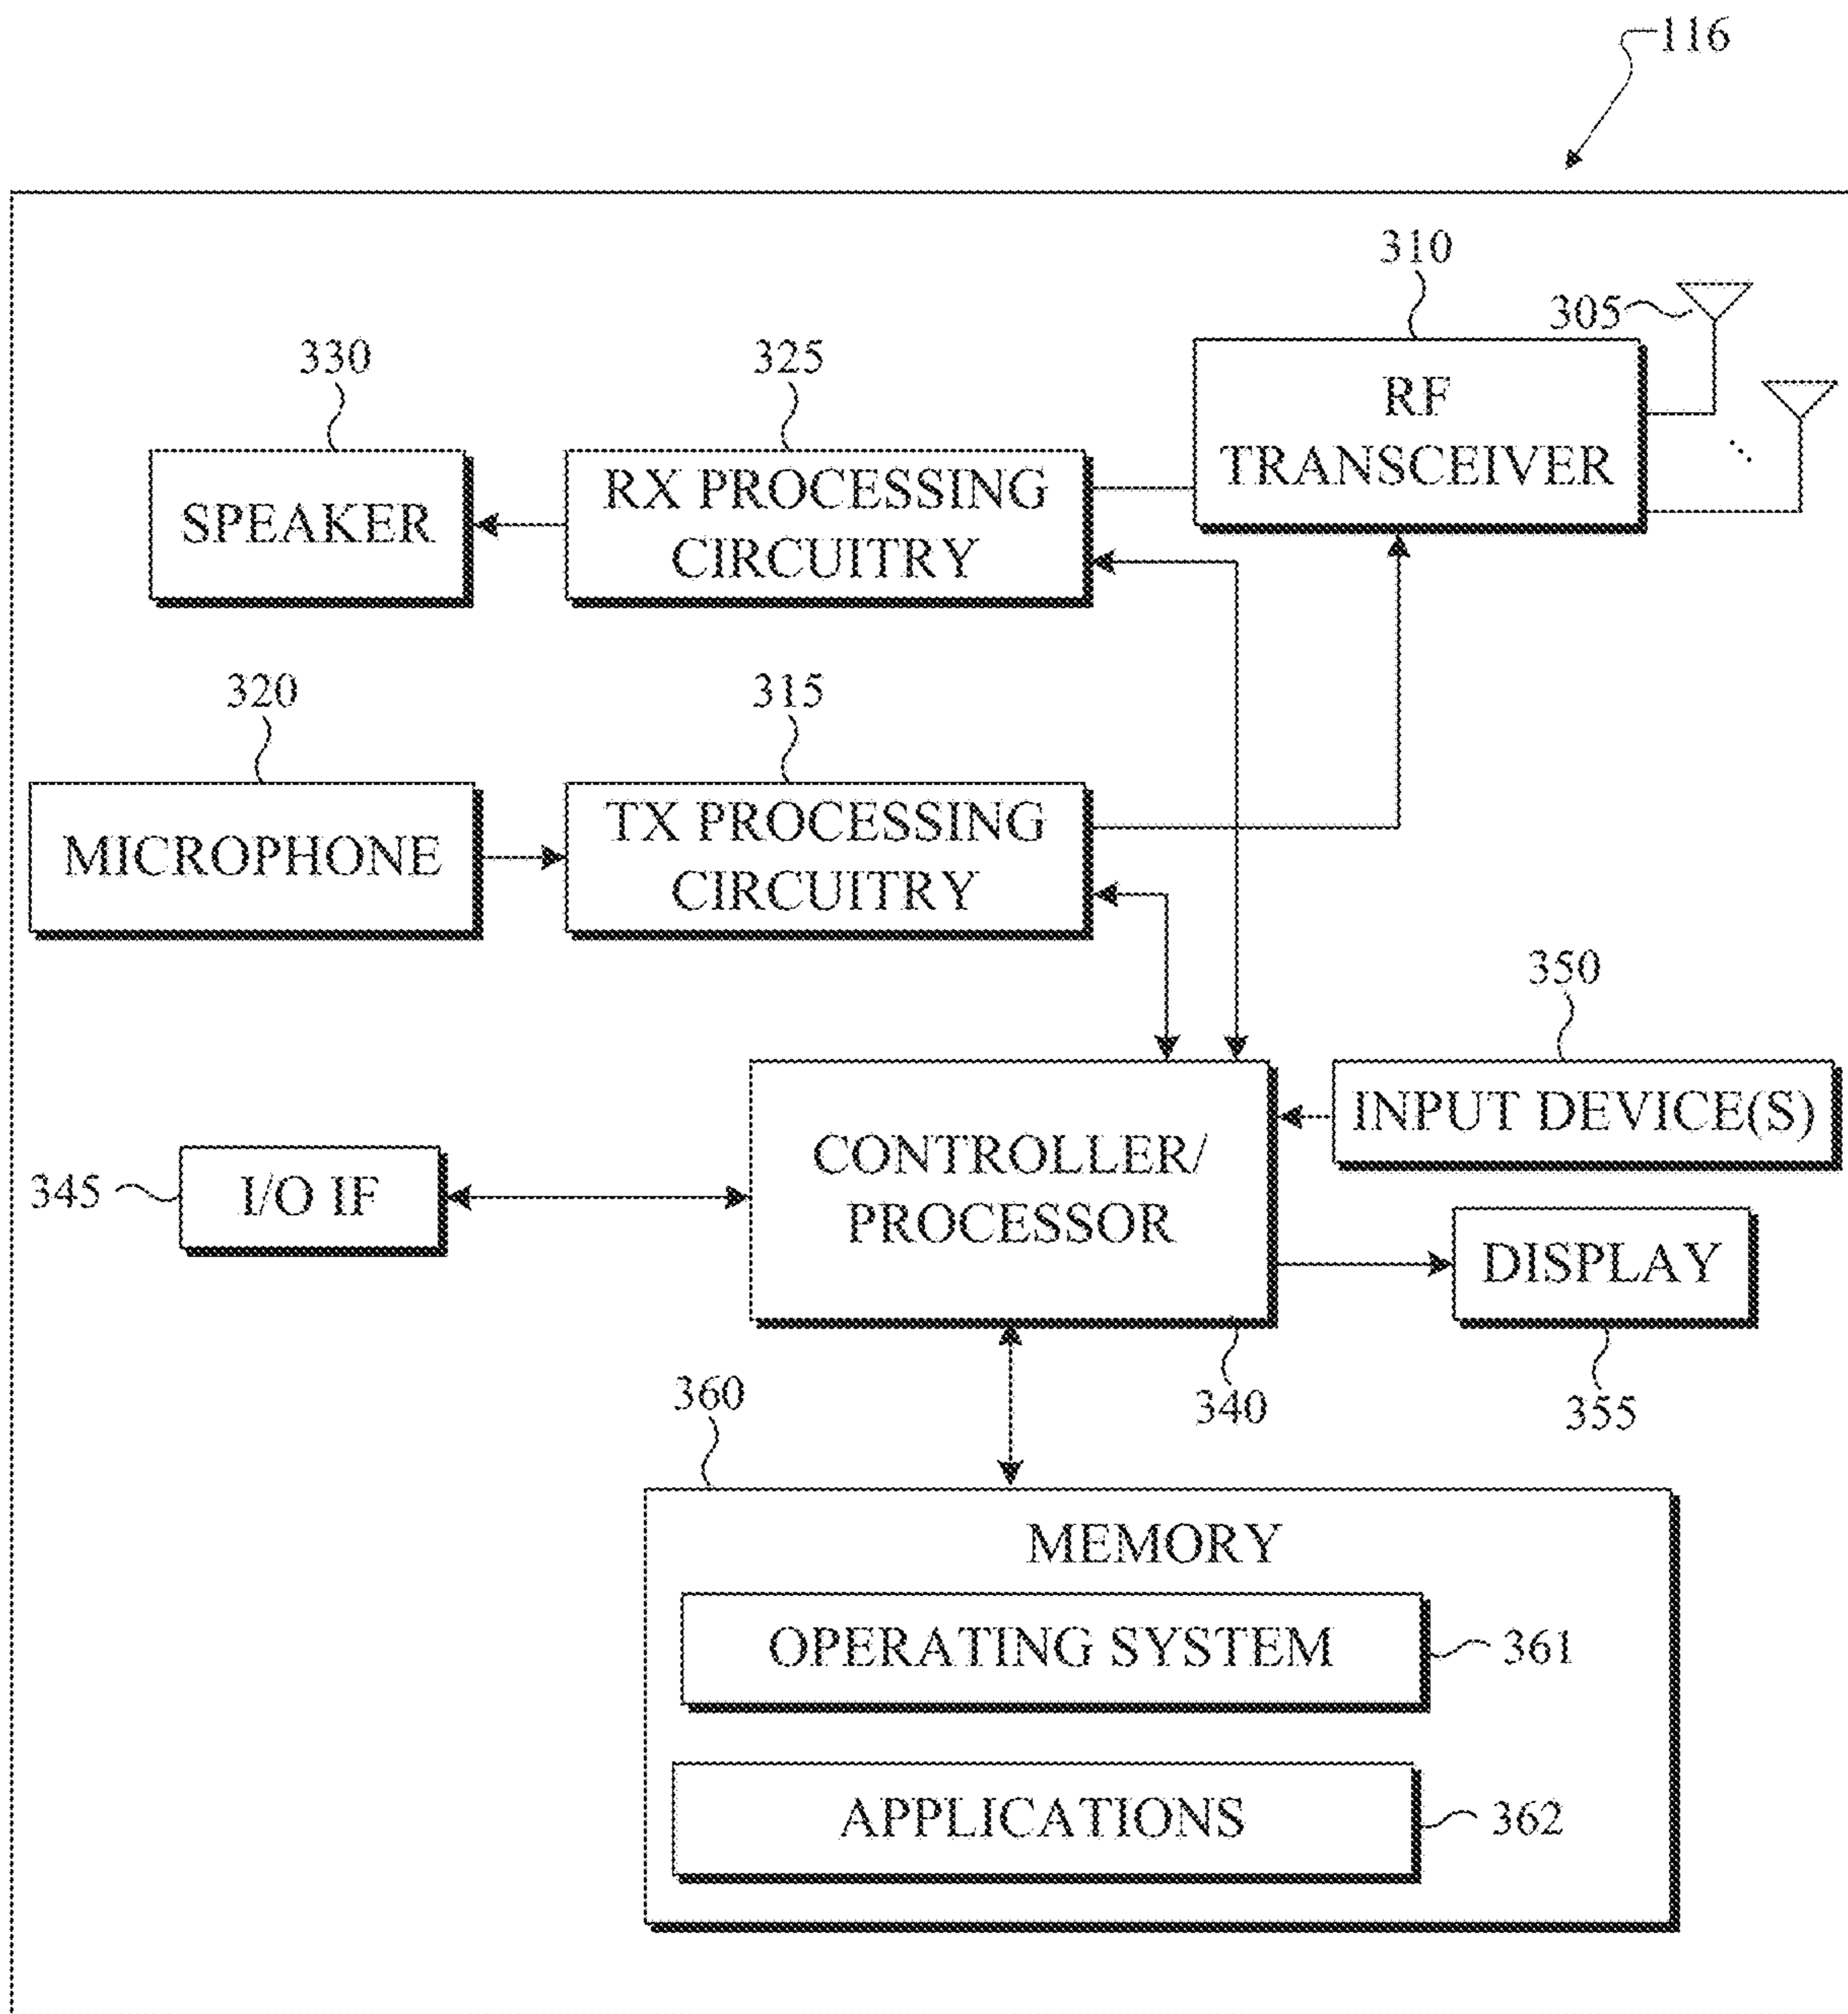 116
310
305
330
325
RF
TRANSCEIVER
RX PROCESSING
CIRCUITRY
SPEAKER
320
315
MICROPHONE
TX PROCESSING
CIRCUITRY
350
INPUT DEVICE(S)
CONTROLLER/
PROCESSOR
345
I/O IF
DISPLAY
360
340
355
MEMORY
OPERATING SYSTEM
361
APPLICATIONS
362